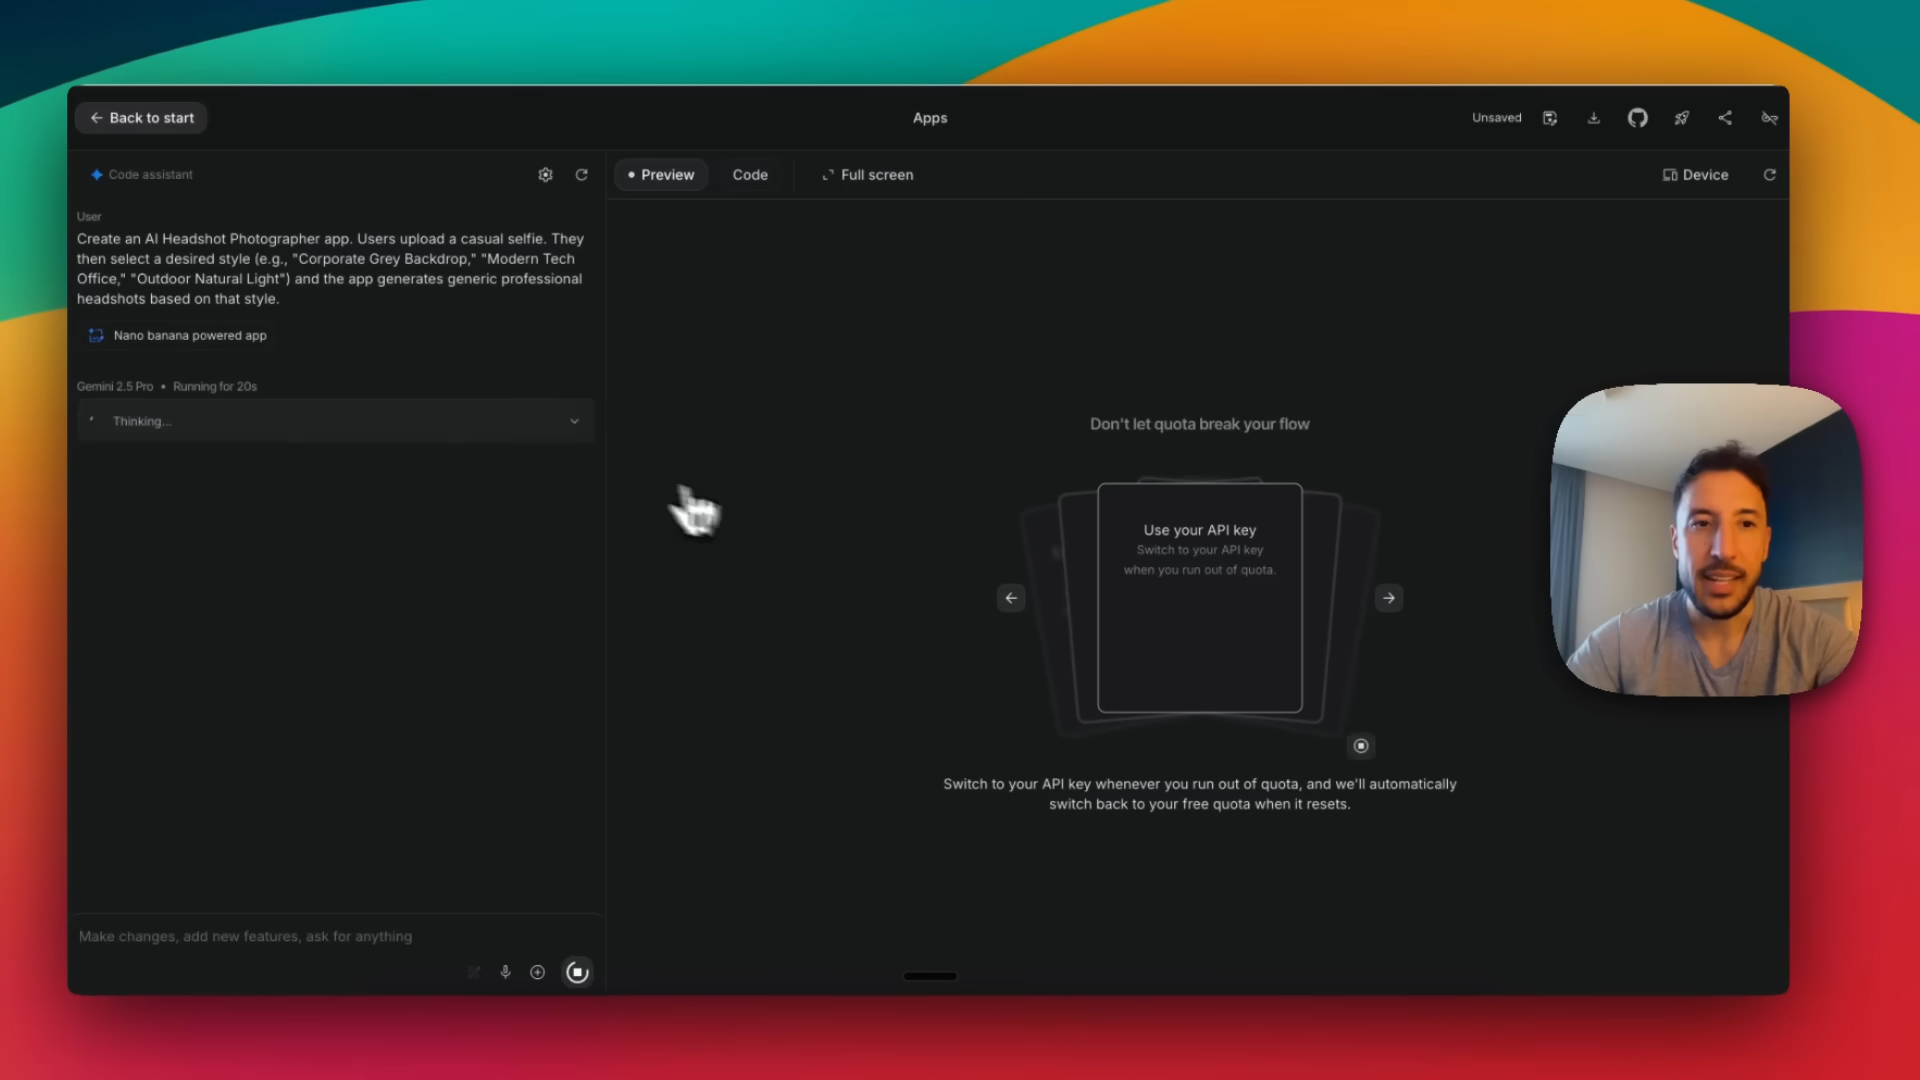 Back to start
Apps
Unsaved
Code assistant
Preview
Code
Full screen
Device
User
Create an AI Headshot Photographer app. Users upload a casual selfie. They
then select a desired style (e.g., "Corporate Grey Backdrop," "Modern Tech
Office," "Outdoor Natural Light") and the app generates generic professional
headshots based on that style.
Nano banana powered app
Gemini 2.5 Pro • Running for 20s
Thinking...
Don't let quota break your flow
Use your API key
Switch to your API key
when you run out of quota.
Switch to your API key whenever you run out of quota, and we'll automatically
switch back to your free quota when it resets.
Make changes, add new features, ask for anything